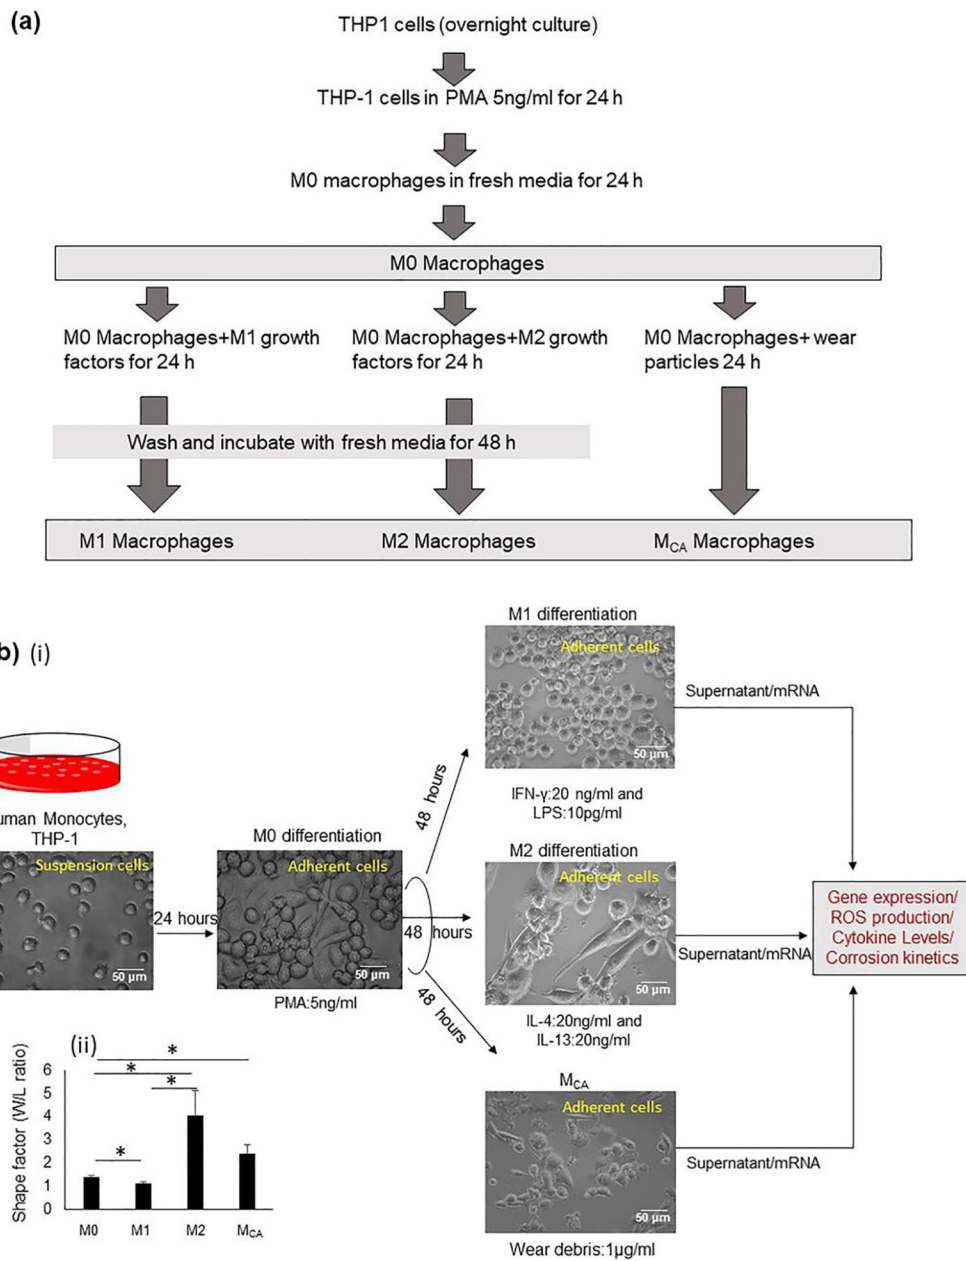 (a)
THP1 cells (overnight culture)
THP-1 cells in PMA 5ng/ml for 24 h
M0 macrophages in fresh media for 24 h
M0 Macrophages
M0 Macrophages+M1 growth
factors for 24 h
M0 Macrophages+M2 growth
factors for 24 h
M0 Macrophages+ wear
particles 24 h
Wash and incubate with fresh media for 48 h
M1 Macrophages
M2 Macrophages
MCA Macrophages
b) (i)
uman Monocytes,
THP-1
Suspension cells
50 µm
24 hours
M0 differentiation
Adherent cells
50 µm
PMA:5ng/ml
48 hours
48 hours
48 hours
M1 differentiation
Adherent cells
50 µm
IFN-γ:20 ng/ml and
LPS:10pg/ml
Supernatant/mRNA
M2 differentiation
Adherent cells
50 µm
IL-4:20ng/ml and
IL-13:20ng/ml
Supernatant/mRNA
MCA
Adherent cells
50 µm
Wear debris:1µg/ml
Supernatant/mRNA
Gene expression/
ROS production/
Cytokine Levels/
Corrosion kinetics
(ii)
Shape factor (W/L ratio)
6
5
4
3
2
1
0
*
*
*
*
M0
M1
M2
MCA